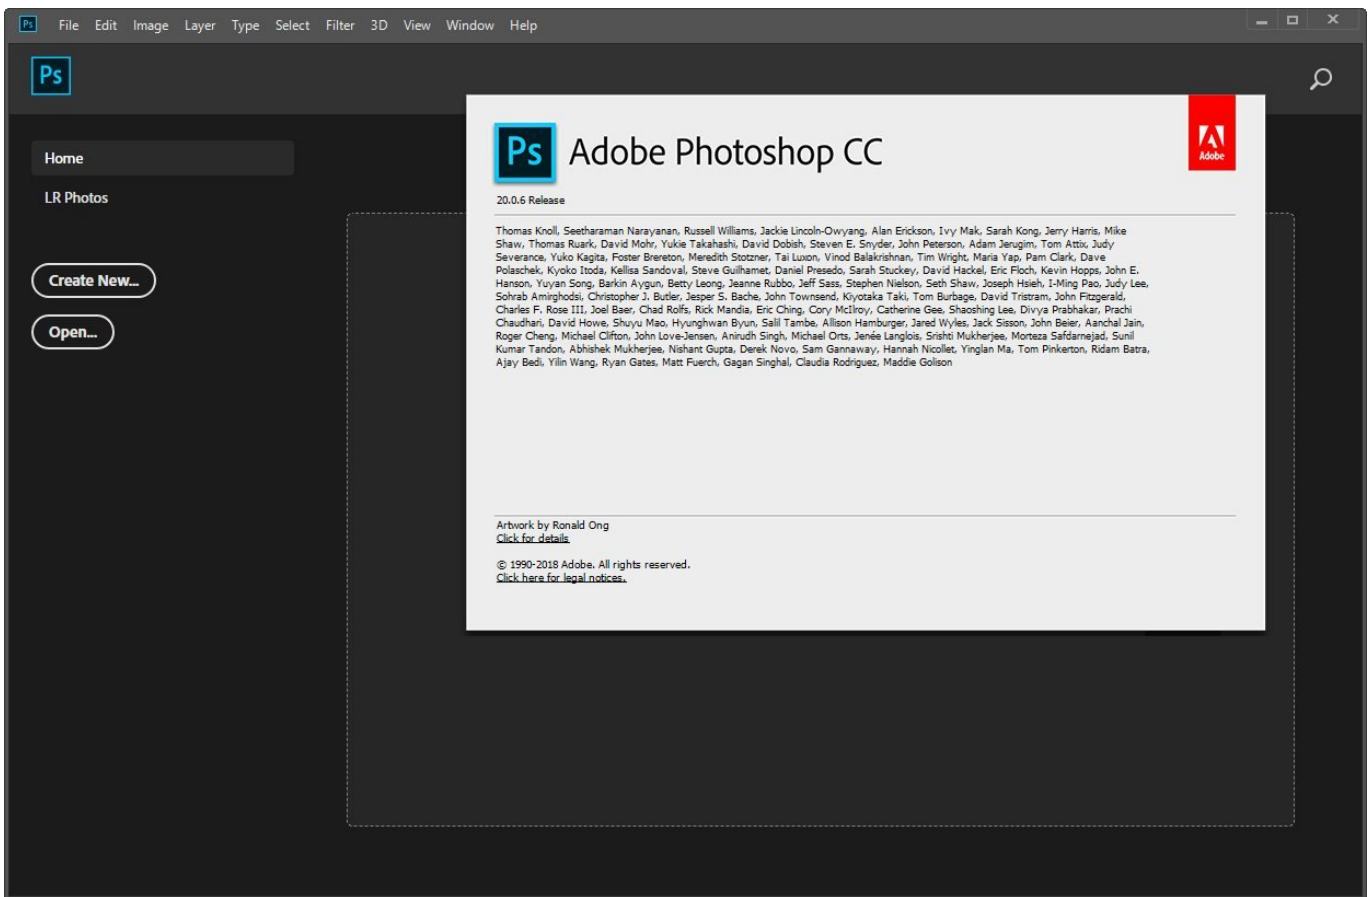 Ps File Edit Image Layer Type Select Filter 3D View Window Help
Ps
Home
LR Photos
Create New...
Open...
Ps Adobe Photoshop CC
Adobe
20.0.6 Release
Thomas Knoll, Seetharaman Narayanan, Russell Williams, Jackie Lincoln-Owyang, Alan Erickson, Ivy Mak, Sarah Kong, Jerry Harris, Mike
Shaw, Thomas Ruark, David Mohr, Yukie Takahashi, David Dobish, Steven E. Snyder, John Peterson, Adam Jerugim, Tom Attix, Judy
Severance, Yuko Kagita, Foster Brereton, Meredith Stotzner, Tai Luxon, Vinod Balakrishnan, Tim Wright, Maria Yap, Pam Clark, Dave
Polaschek, Kyoko Itoda, Kellisa Sandoval, Steve Guilhamet, Daniel Presedo, Sarah Stuckey, David Hackel, Eric Floch, Kevin Hopps, John E.
Hanson, Yuyan Song, Barkin Aygun, Betty Leong, Jeanne Rubbo, Jeff Sass, Stephen Nielson, Seth Shaw, Joseph Hsieh, I-Ming Pao, Judy Lee,
Sohrab Amirghodsi, Christopher J. Butler, Jesper S. Bache, John Townsend, Kiyotaka Taki, Tom Burbage, David Tristram, John Fitzgerald,
Charles F. Rose III, Joel Baer, Chad Rolfs, Rick Mandia, Eric Ching, Cory McIlroy, Catherine Gee, Shaoshing Lee, Divya Prabhakar, Prachi
Chaudhari, David Howe, Shuyu Mao, Hyunghwan Byun, Salil Tambe, Allison Hamburger, Jared Wyles, Jack Sisson, John Beier, Aanchal Jain,
Roger Cheng, Michael Clifton, John Love-Jensen, Anirudh Singh, Michael Orts, Jenée Langlois, Srishti Mukherjee, Morteza Safdarnejad, Sunil
Kumar Tandon, Abhishek Mukherjee, Nishant Gupta, Derek Novo, Sam Gannaway, Hannah Nicollet, Yinglan Ma, Tom Pinkerton, Ridam Batra,
Ajay Bedi, Yilin Wang, Ryan Gates, Matt Fuerch, Gagan Singhal, Claudia Rodriguez, Maddie Golison
Artwork by Ronald Ong
Click for details
© 1990-2018 Adobe. All rights reserved.
Click here for legal notices.